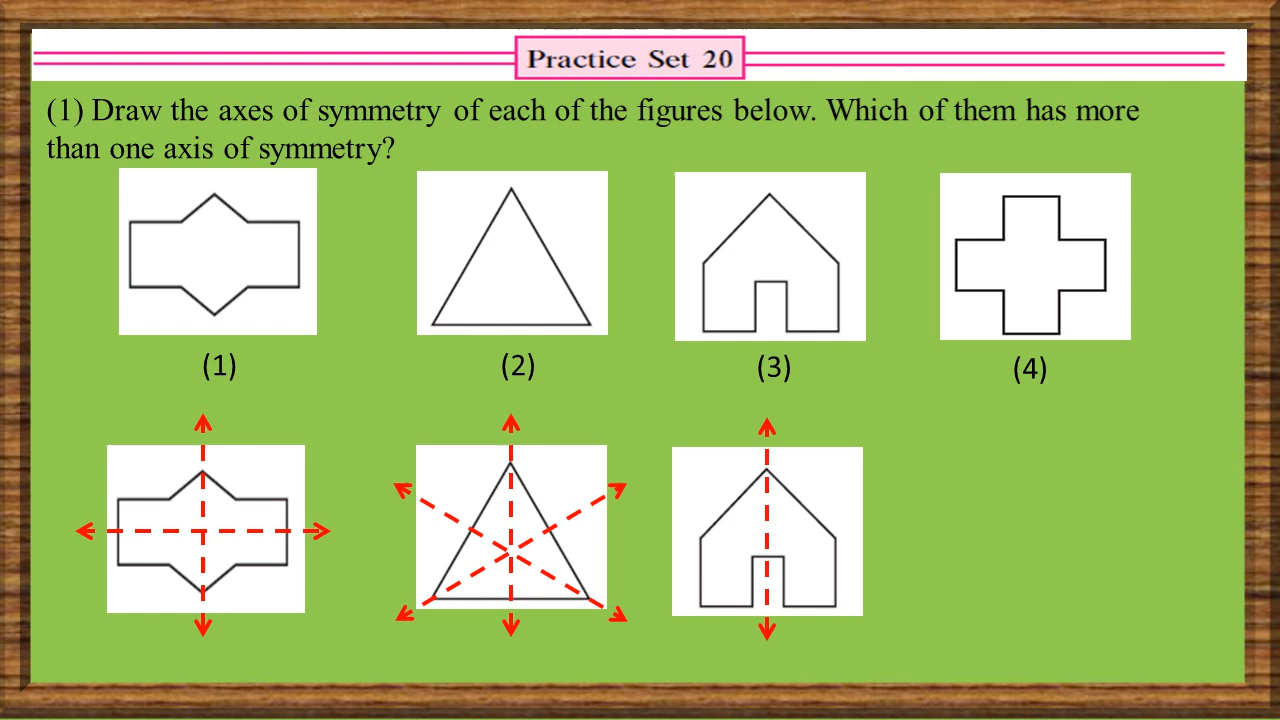 Practice Set 20
(1) Draw the axes of symmetry of each of the figures below. Which of them has more
than one axis of symmetry?
(1) (2) (3) (4)